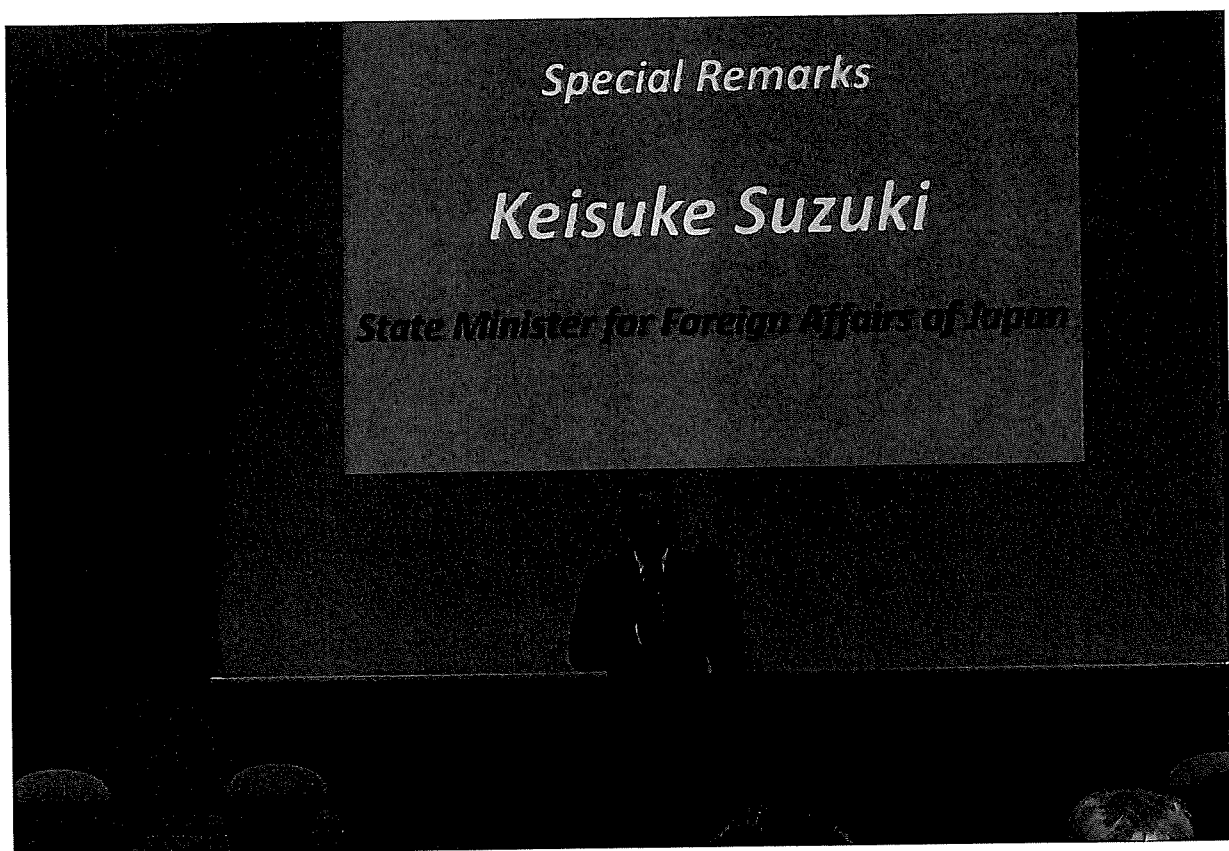 Special Remarks
Keisuke Suzuki
State Minister for Foreign Affairs of Japan